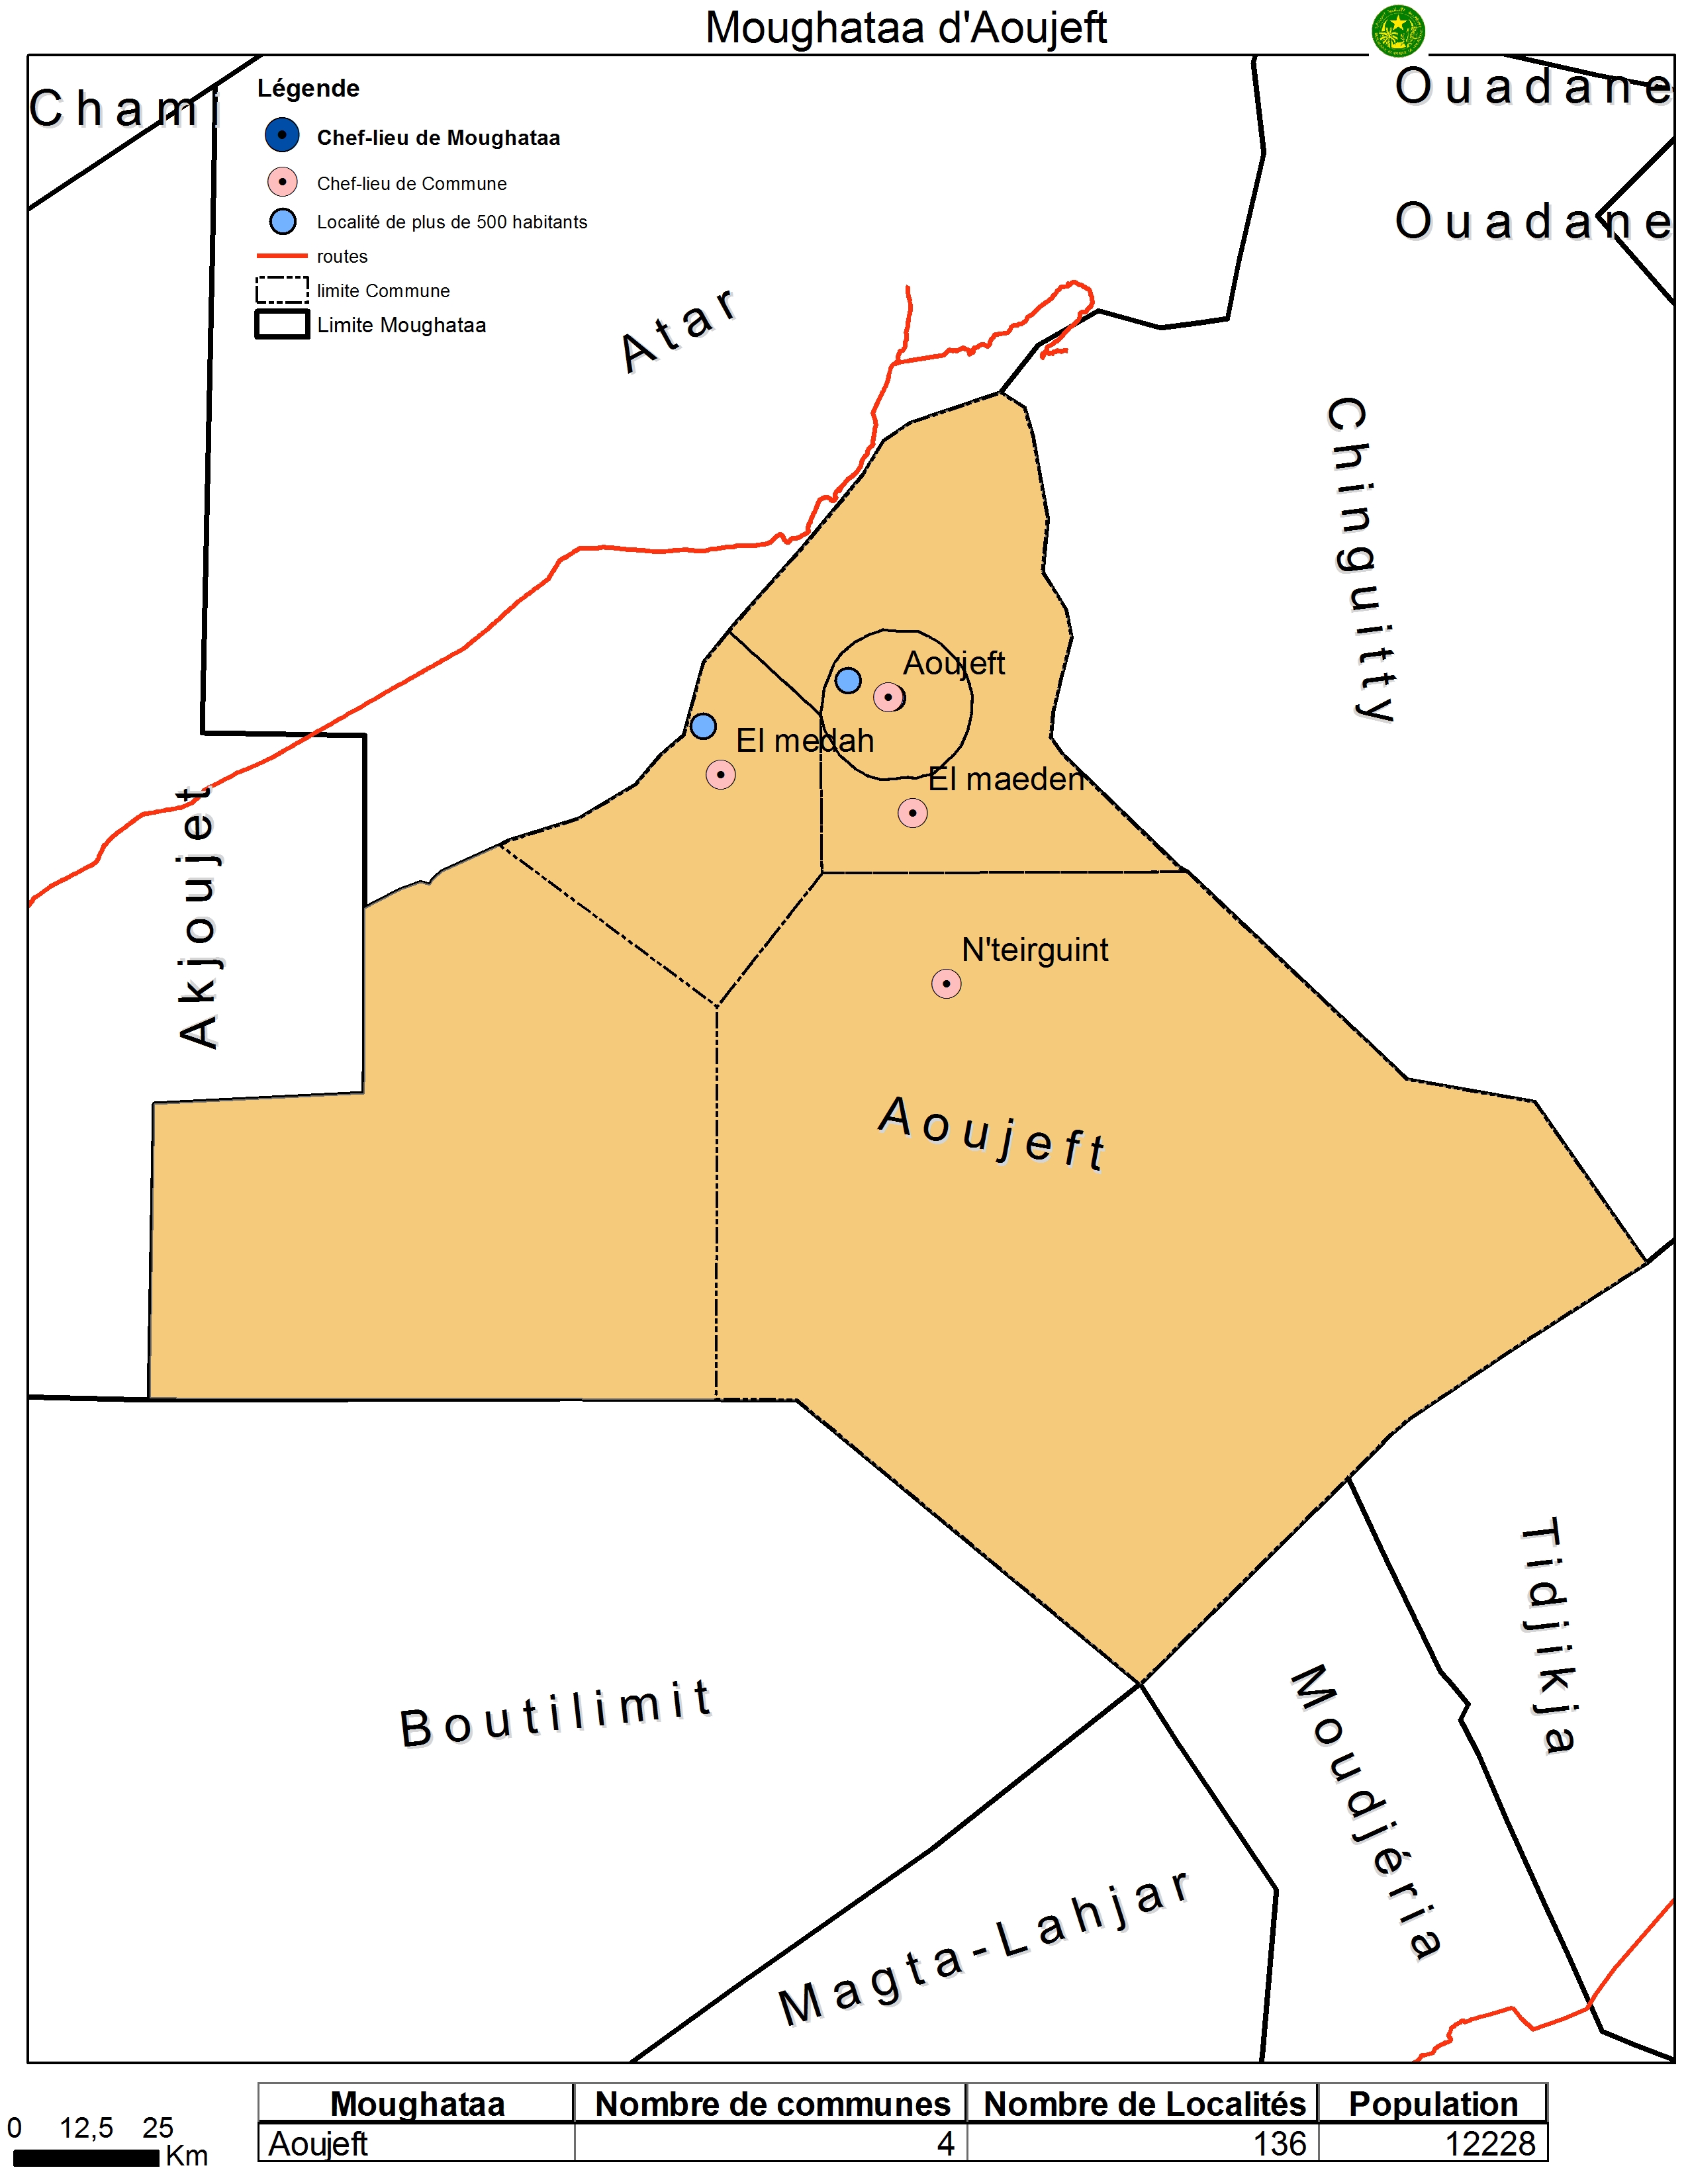 Moughataa d'Aoujeft
Chami
Ouadane
Légende
Chef-lieu de Moughataa
Chef-lieu de Commune
Localité de plus de 500 habitants
routes
limite Commune
Limite Moughataa
Ouadane
Atar
Chinguitty
Aoujeft
El medah
El maeden
Akjoujet
N'teirguint
Aoujeft
Tidjikja
Boutilimit
Moudjéria
Magta-Lahjar
0 12,5 25
Km
Moughataa Nombre de communes Nombre de Localités Population
Aoujeft 4 136 12228